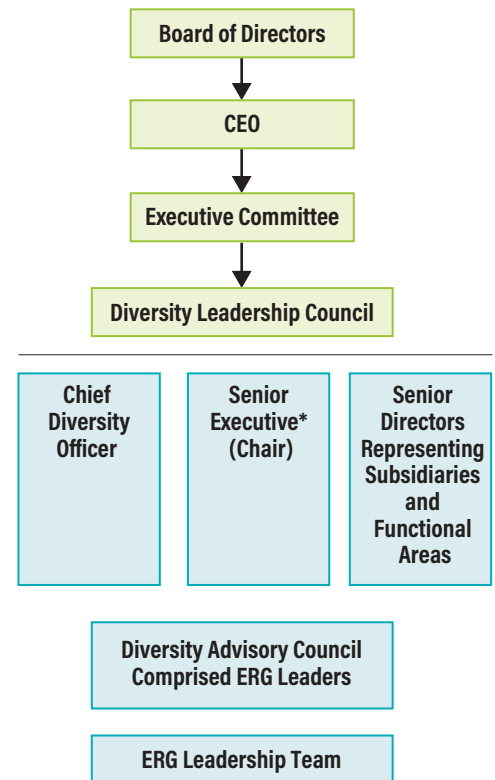 Board of Directors
CEO
Executive Committee
Diversity Leadership Council
Chief
Diversity
Officer
Senior
Executive*
(Chair)
Senior
Directors
Representing
Subsidiaries
and
Functional
Areas
Diversity Advisory Council
Comprised ERG Leaders
ERG Leadership Team